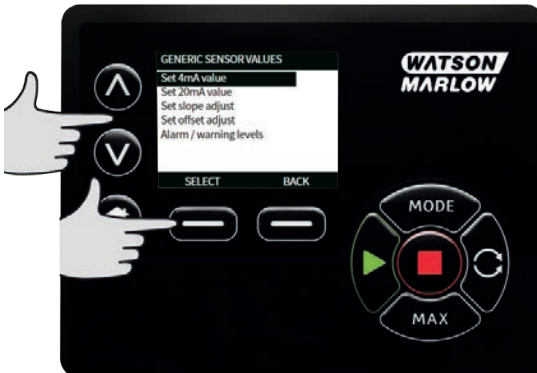 GENERIC SENSOR VALUES
Set 4mA value
Set 20mA value
Set slope adjust
Set offset adjust
Alarm / warning levels
SELECT BACK
WATSON
MARLOW
MODE
MAX